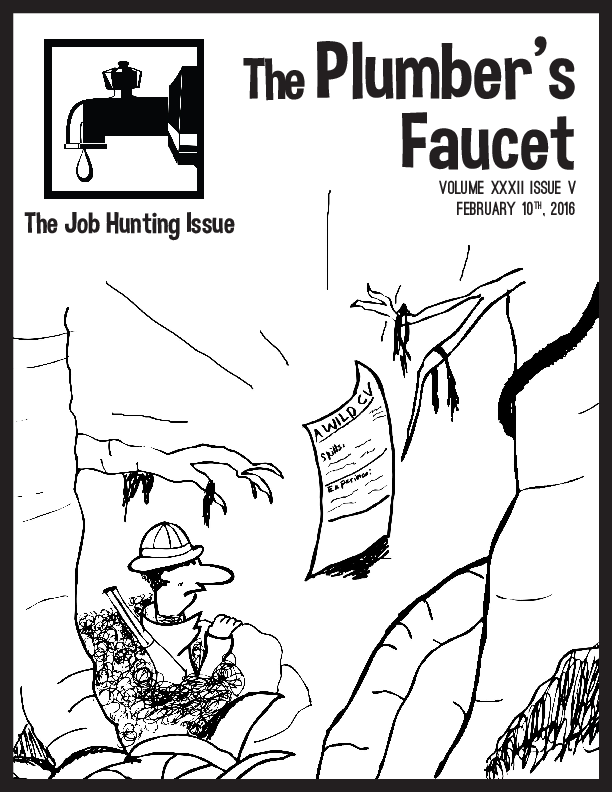 The Plumber's
Faucet
VOLUME XXXII ISSUE V
FEBRUARY 10TH, 2016
The Job Hunting Issue
A WILD CV
Skills:
Experience: